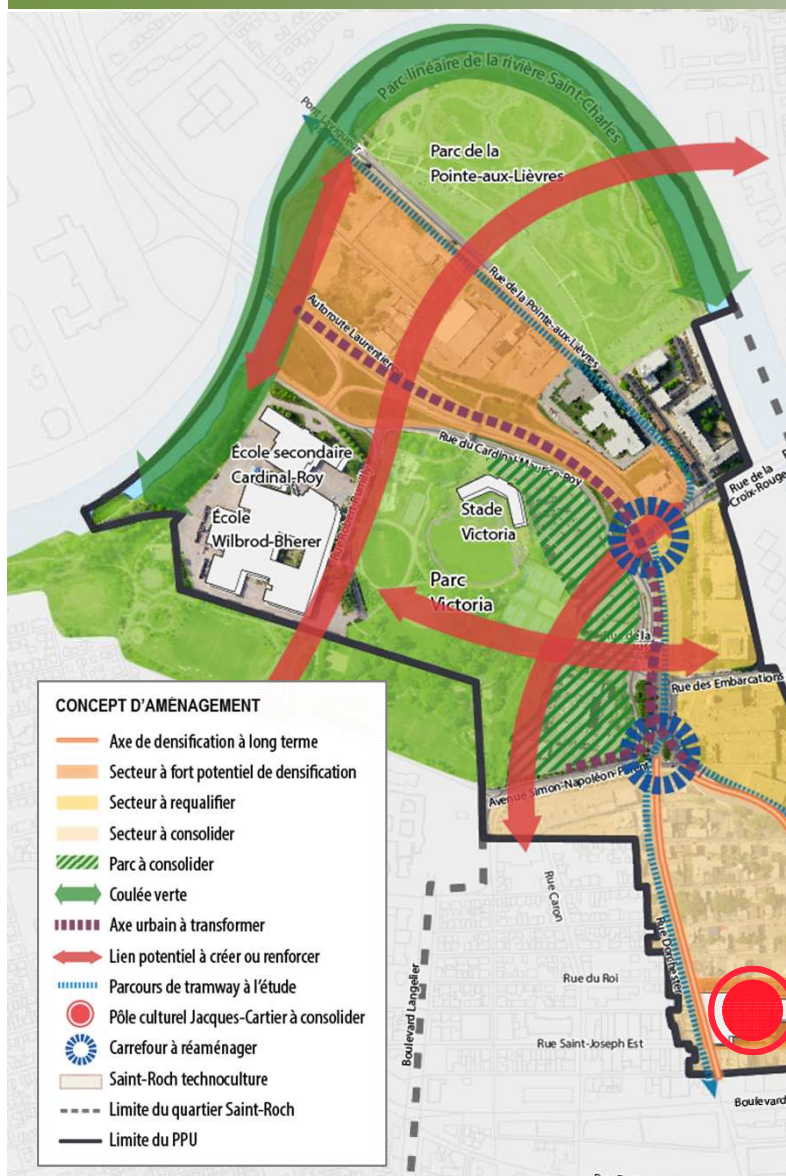 Parc linéaire de la rivière Saint-Charles
Pont Lavigueur
Parc de la
Pointe-aux-Lièvres
Rue de la Pointe-aux-Lièvres
Autoroute Laurentienne
Rue du Cardinal-Maurice-Roy
École secondaire
Cardinal-Roy
École
Wilbrod-Bherer
Stade
Victoria
Parc
Victoria
Rue de la
Croix-Rouge
Rue de la
Rue des Embarcations
Avenue Simon-Napoléon-Parent
CONCEPT D'AMÉNAGEMENT
Axe de densification à long terme
Secteur à fort potentiel de densification
Secteur à requalifier
Secteur à consolider
Parc à consolider
Coulée verte
Axe urbain à transformer
Lien potentiel à créer ou renforcer
Parcours de tramway à l'étude
Pôle culturel Jacques-Cartier à consolider
Carrefour à réaménager
Saint-Roch technoculture
Limite du quartier Saint-Roch
Limite du PPU
Rue Caron
Rue du Roi
Rue Dorchester
Boulevard Langelier
Rue Saint-Joseph Est
Boulevard